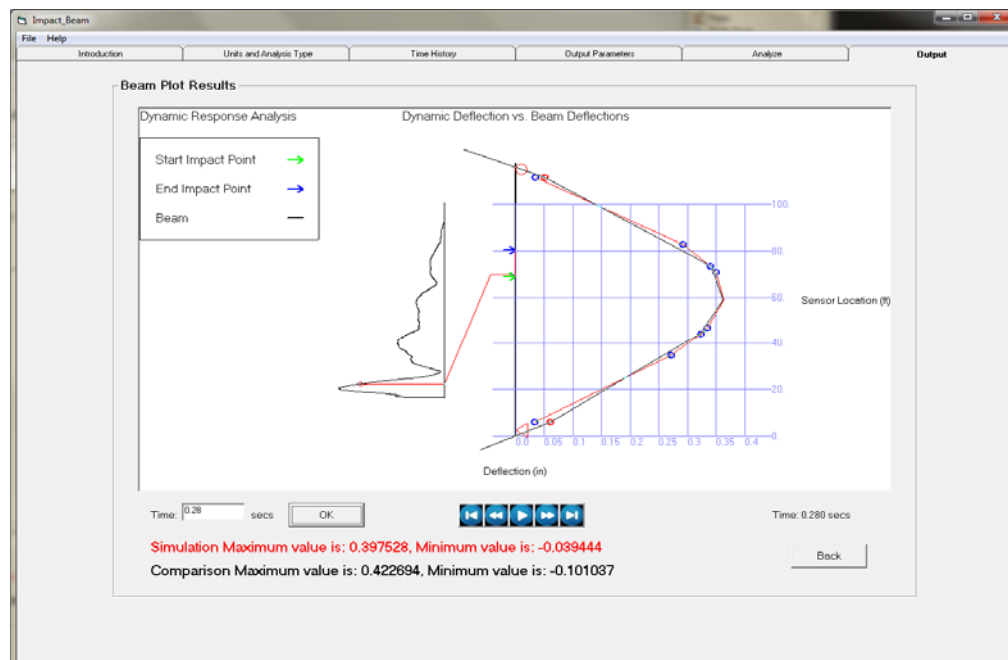 Impact_Beam
File Help
Introduction Units and Analysis Type Time History Output Parameters Analyze Output
Beam Plot Results
Dynamic Response Analysis Dynamic Deflection vs. Beam Deflections
Start Impact Point
End Impact Point
Beam
100.
80.
60. Sensor Location (ft)
40.
20.
0.
0.0 0.05 0.1 0.15 0.2 0.25 0.3 0.35 0.4
Deflection (in)
Time: 0.28 secs OK Time: 0.280 secs
Simulation Maximum value is: 0.397528, Minimum value is: -0.039444
Back
Comparison Maximum value is: 0.422694, Minimum value is: -0.101037